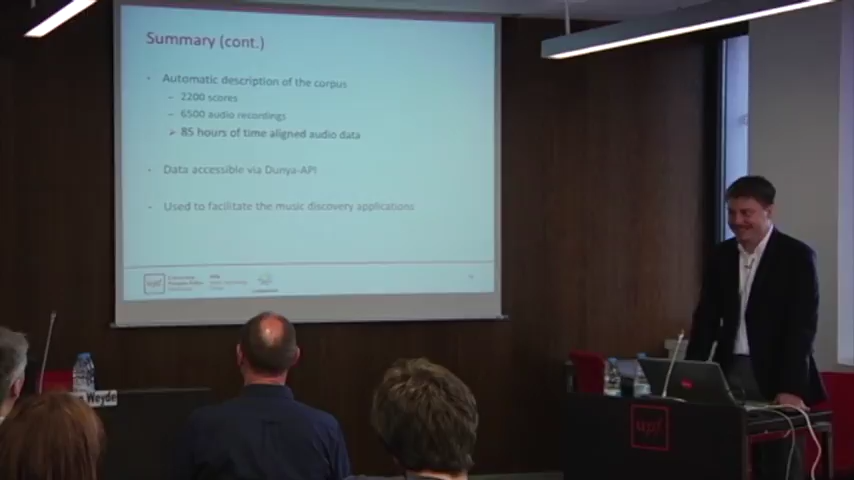 Summary (cont.)
- Automatic description of the corpus
– 2200 scores
– 6500 audio recordings
➢ 85 hours of time aligned audio data
- Data accessible via Dunya-API
- Used to facilitate the music discovery applications
upf
Weyde
upf